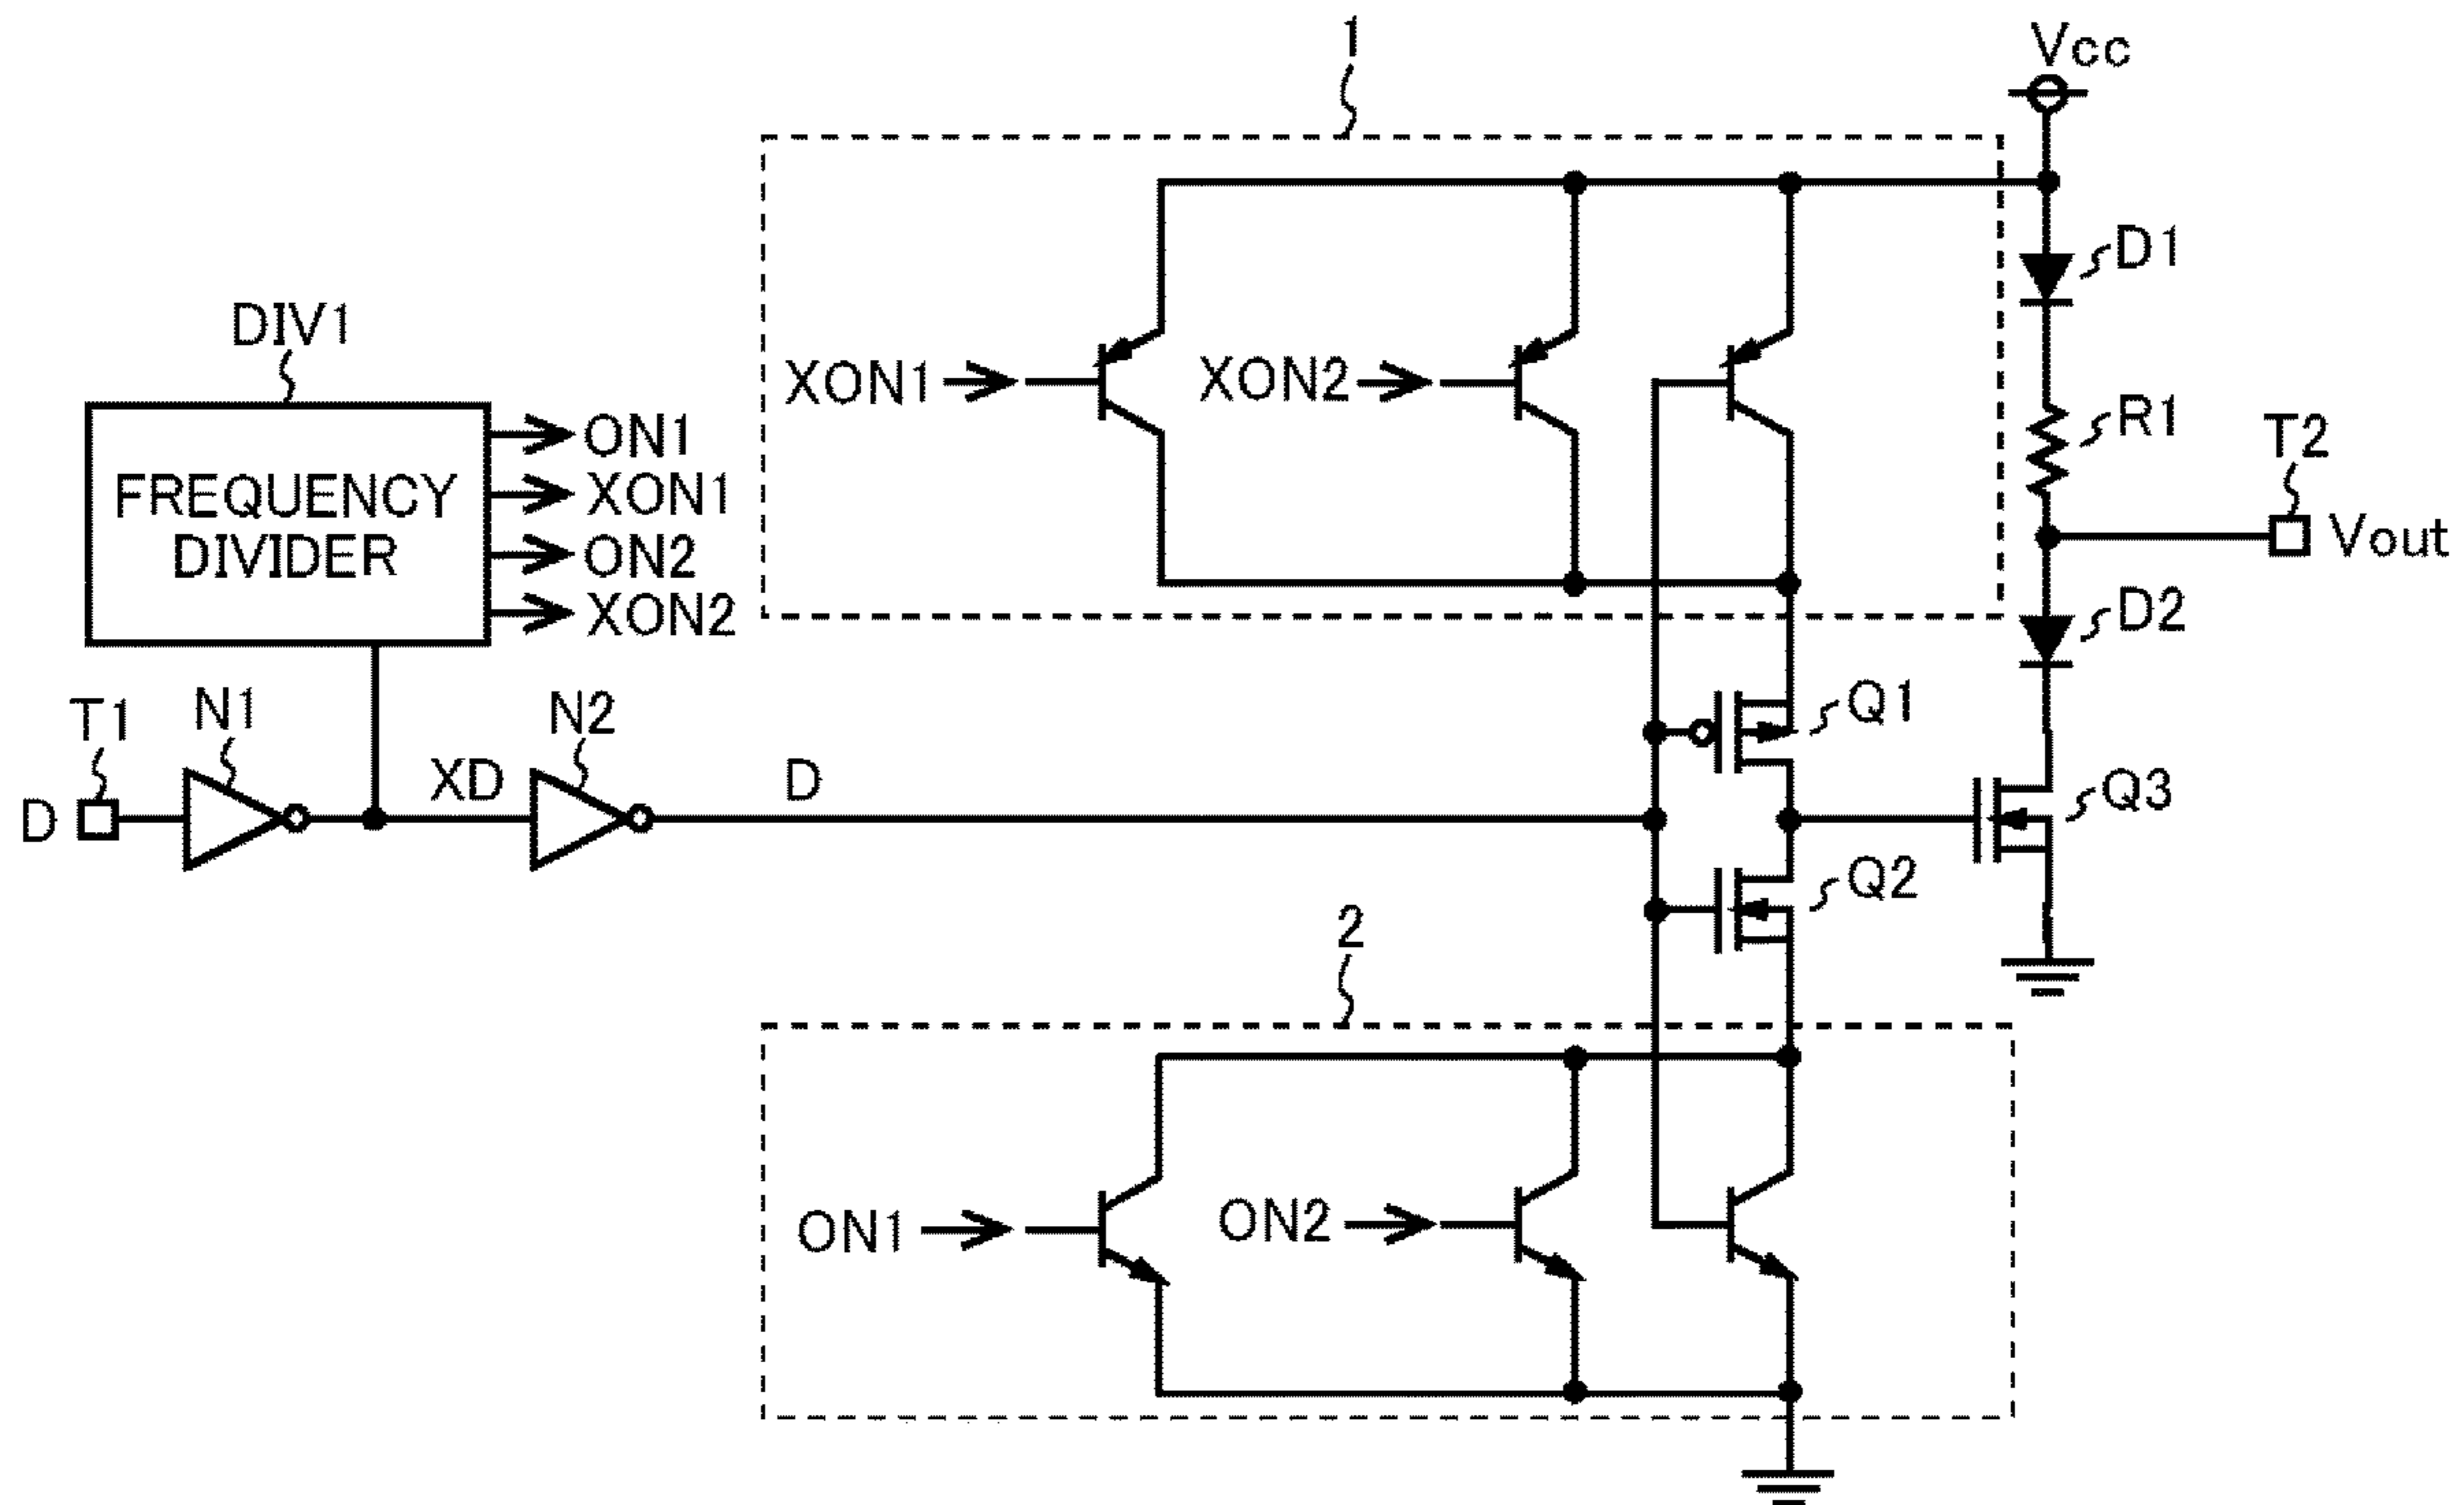 1
Vcc
D1
DIV1
XON1
XON2
R1
T2
ON1
FREQUENCY
DIVIDER
XON1
ON2
XON2
Vout
D2
T1
N1
N2
Q1
XD
D
D
Q3
Q2
2
ON1
ON2